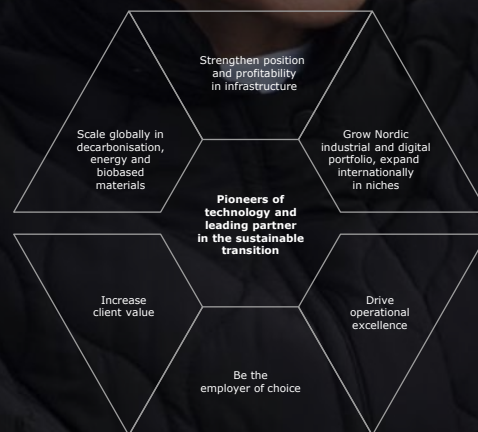 Strengthen position
and profitability
in infrastructure
Scale globally in
decarbonisation,
energy and
biobased
materials
Grow Nordic
industrial and digital
portfolio, expand
internationally
in niches
Pioneers of
technology and
leading partner
in the sustainable
transition
Increase
client value
Drive
operational
excellence
Be the
employer of choice